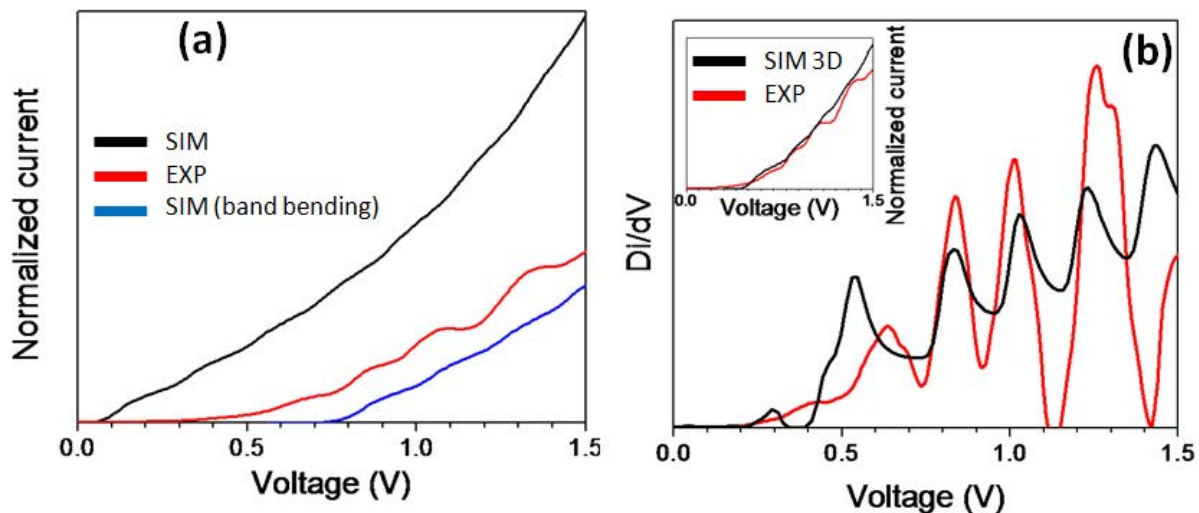 (a)
Normalized current
SIM
EXP
SIM (band bending)
0.0
0.5
1.0
1.5
Voltage (V)
(b)
Di/dV
0.0
0.5
1.0
1.5
Voltage (V)
SIM 3D
EXP
Normalized current
0.0
1.5
Voltage (V)